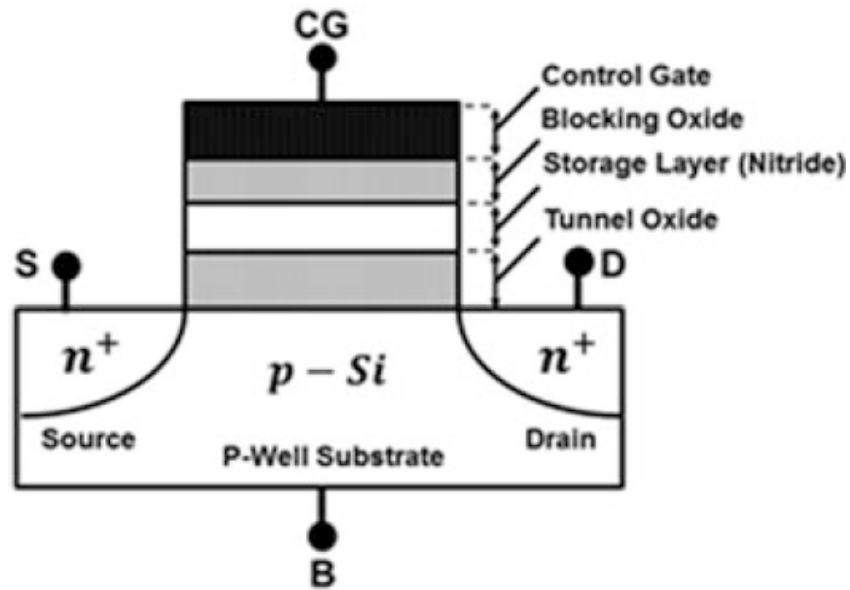 CG
Control Gate
Blocking Oxide
Storage Layer (Nitride)
Tunnel Oxide
S
D
n⁺
p – Si
n⁺
Source
Drain
P-Well Substrate
B